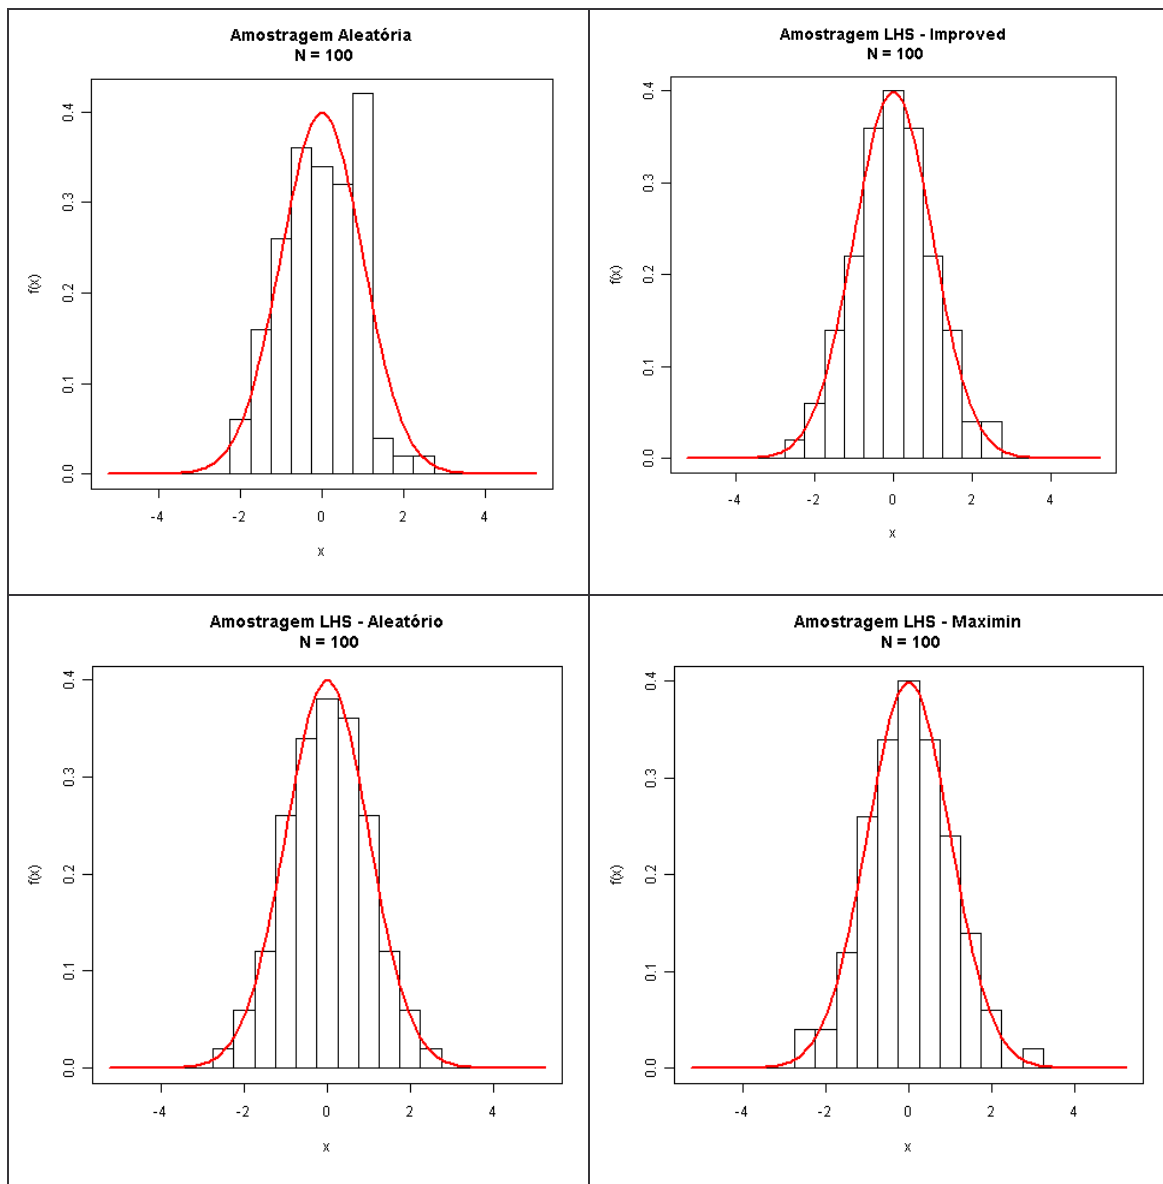 Amostragem Aleatória
N = 100
0.4
0.3
0.2
0.1
0.0
f(x)
-4 -2 0 2 4
x
Amostragem LHS - Improved
N = 100
0.4
0.3
0.2
0.1
0.0
f(x)
-4 -2 0 2 4
x
Amostragem LHS - Aleatório
N = 100
0.4
0.3
0.2
0.1
0.0
f(x)
-4 -2 0 2 4
x
Amostragem LHS - Maximin
N = 100
0.4
0.3
0.2
0.1
0.0
f(x)
-4 -2 0 2 4
x